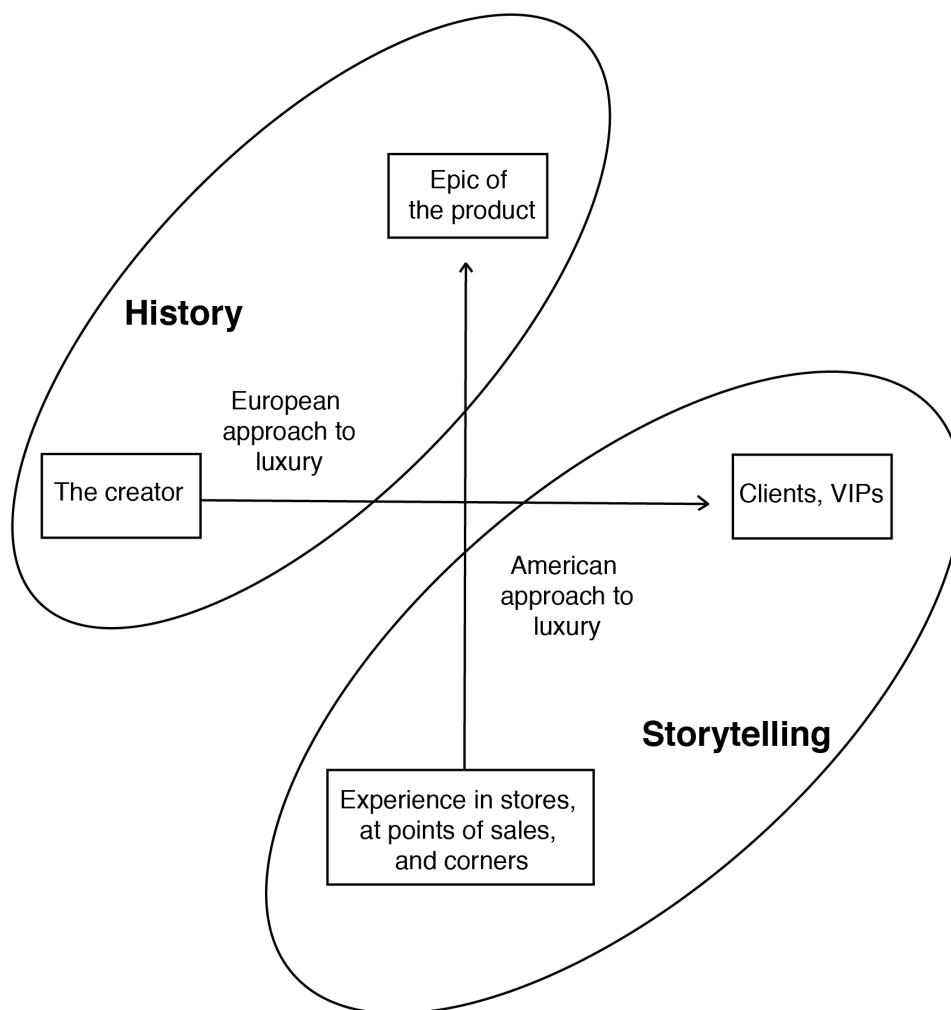 Epic of
the product
History
European
approach to
luxury
The creator
Clients, VIPs
American
approach to
luxury
Storytelling
Experience in stores,
at points of sales,
and corners